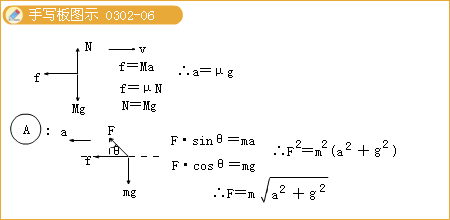 手写板图示 0302-06
N
v
f
f=Ma
∴a=μg
f=μN
Mg
N=Mg
A : a
F
θ
f
mg
F·sinθ=ma
F·cosθ=mg
∴F²=m²(a²+g²)
∴F=m√(a²+g²)